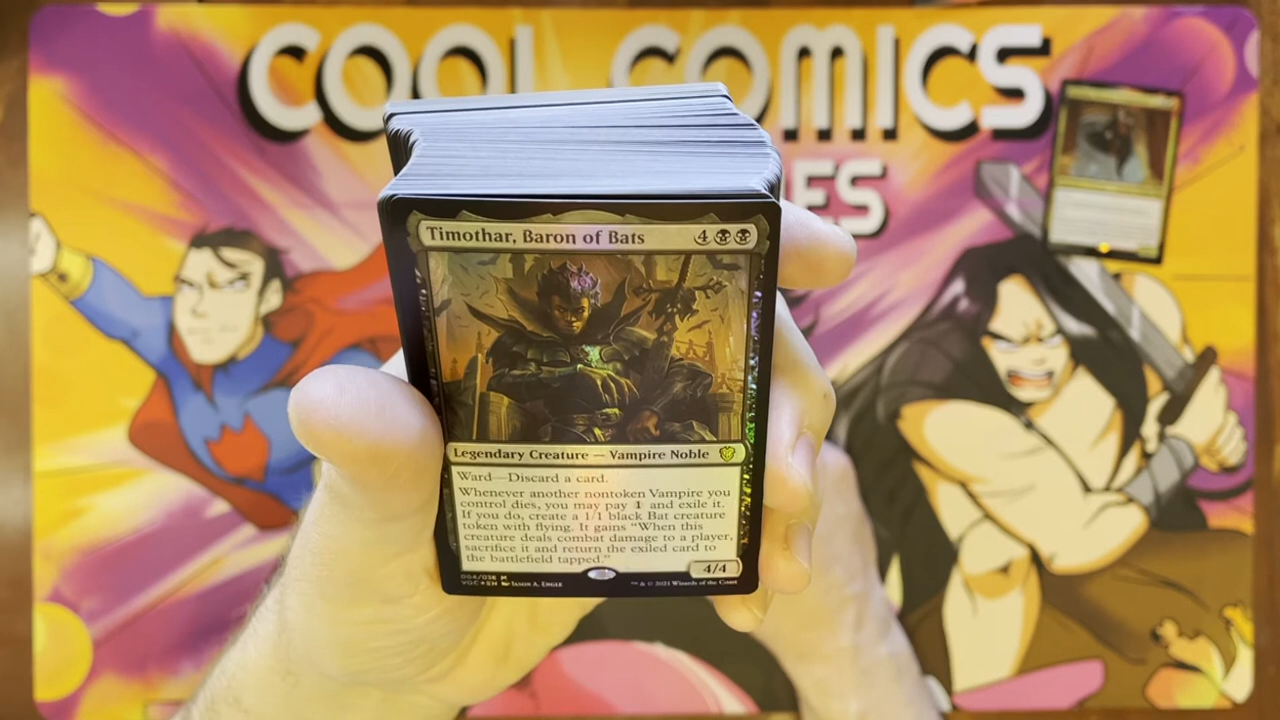 COOL COMICS
ES
Timothar, Baron of Bats 4
Legendary Creature — Vampire Noble
Ward—Discard a card.
Whenever another nontoken Vampire you
control dies, you may pay 1 and exile it.
If you do, create a 1/1 black Bat creature
token with flying. It gains “When this
creature deals combat damage to a player,
sacrifice it and return the exiled card to
the battlefield tapped.”
4/4
004/038 M
VOC ★ EN JASON A. ENGLE ™ & © 2021 Wizards of the Coast